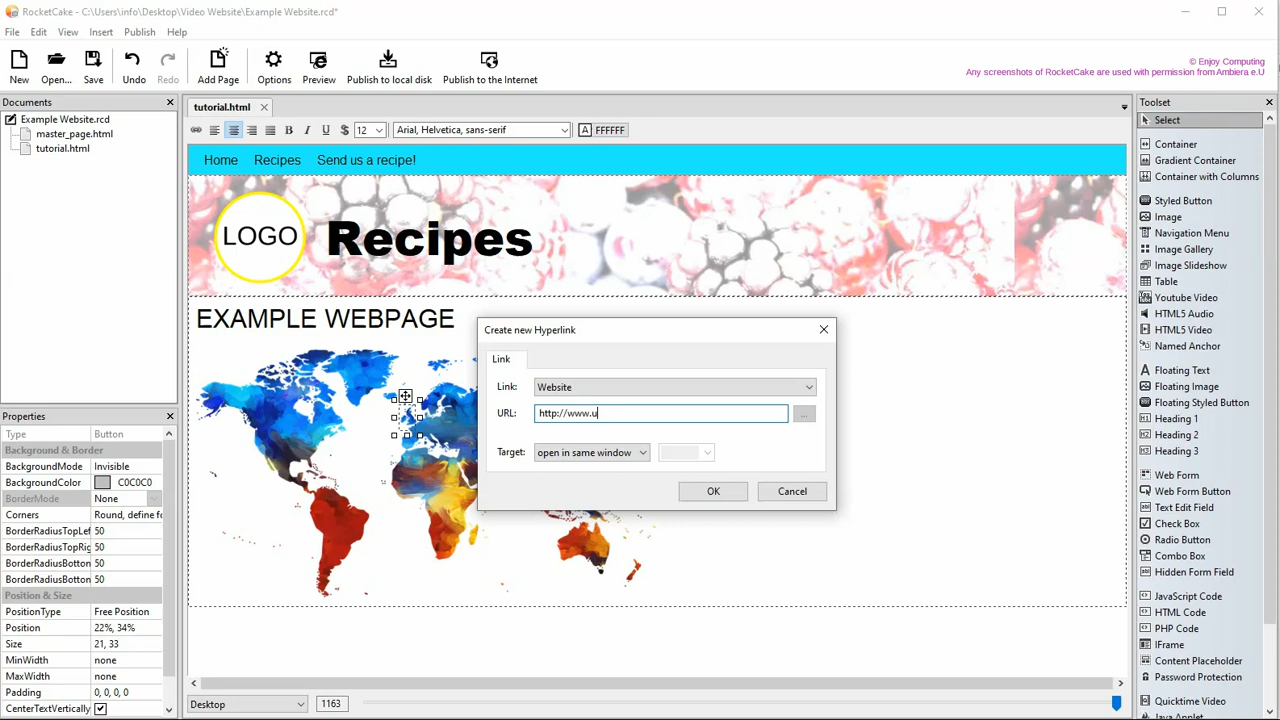 RocketCake - C:\Users\info\Desktop\Video Website\Example Website.rcd*
File Edit View Insert Publish Help
New Open... Save Undo Redo Add Page Options Preview Publish to local disk Publish to the Internet
© Enjoy Computing
Any screenshots of RocketCake are used with permission from Ambiera e.U
Documents
Example Website.rcd
master_page.html
tutorial.html
tutorial.html
B I U $ 12 Arial, Helvetica, sans-serif A FFFFFF
Home Recipes Send us a recipe!
LOGO Recipes
EXAMPLE WEBPAGE
Create new Hyperlink
Link
Link: Website
URL: http://www.u ...
Target: open in same window
OK Cancel
Properties
Type Button
Background & Border
BackgroundMode Invisible
BackgroundColor C0C0C0
BorderMode None
Corners Round, define fo
BorderRadiusTopLe 50
BorderRadiusTopRig 50
BorderRadiusBotton 50
BorderRadiusBotton 50
Position & Size
PositionType Free Position
Position 22%, 34%
Size 21, 33
MinWidth none
MaxWidth none
Padding 0, 0, 0, 0
CenterTextVertically
Desktop 1163
Toolset
Select
Container
Gradient Container
Container with Columns
Styled Button
Image
Navigation Menu
Image Gallery
Image Slideshow
Table
Youtube Video
HTML5 Audio
HTML5 Video
Named Anchor
Floating Text
Floating Image
Floating Styled Button
H1 Heading 1
H2 Heading 2
H3 Heading 3
Web Form
Web Form Button
Text Edit Field
Check Box
Radio Button
Combo Box
Hidden Form Field
JavaScript Code
HTML Code
PHP Code
IFrame
Content Placeholder
Password Protection
Quicktime Video
Java Applet